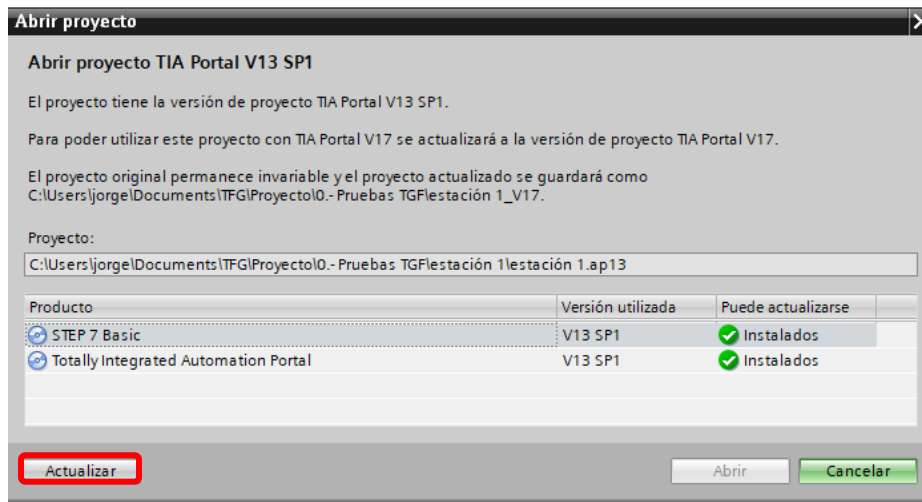 Abrir proyecto
Abrir proyecto TIA Portal V13 SP1
El proyecto tiene la versión de proyecto TIA Portal V13 SP1.
Para poder utilizar este proyecto con TIA Portal V17 se actualizará a la versión de proyecto TIA Portal V17.
El proyecto original permanece invariable y el proyecto actualizado se guardará como
C:\Users\jorge\Documents\TFG\Proyecto\0.- Pruebas TGF\estación 1_V17.
Proyecto:
C:\Users\jorge\Documents\TFG\Proyecto\0.- Pruebas TGF\estación 1\estación 1.ap13
Producto Versión utilizada Puede actualizarse
STEP 7 Basic V13 SP1 Instalados
Totally Integrated Automation Portal V13 SP1 Instalados
Actualizar Abrir Cancelar